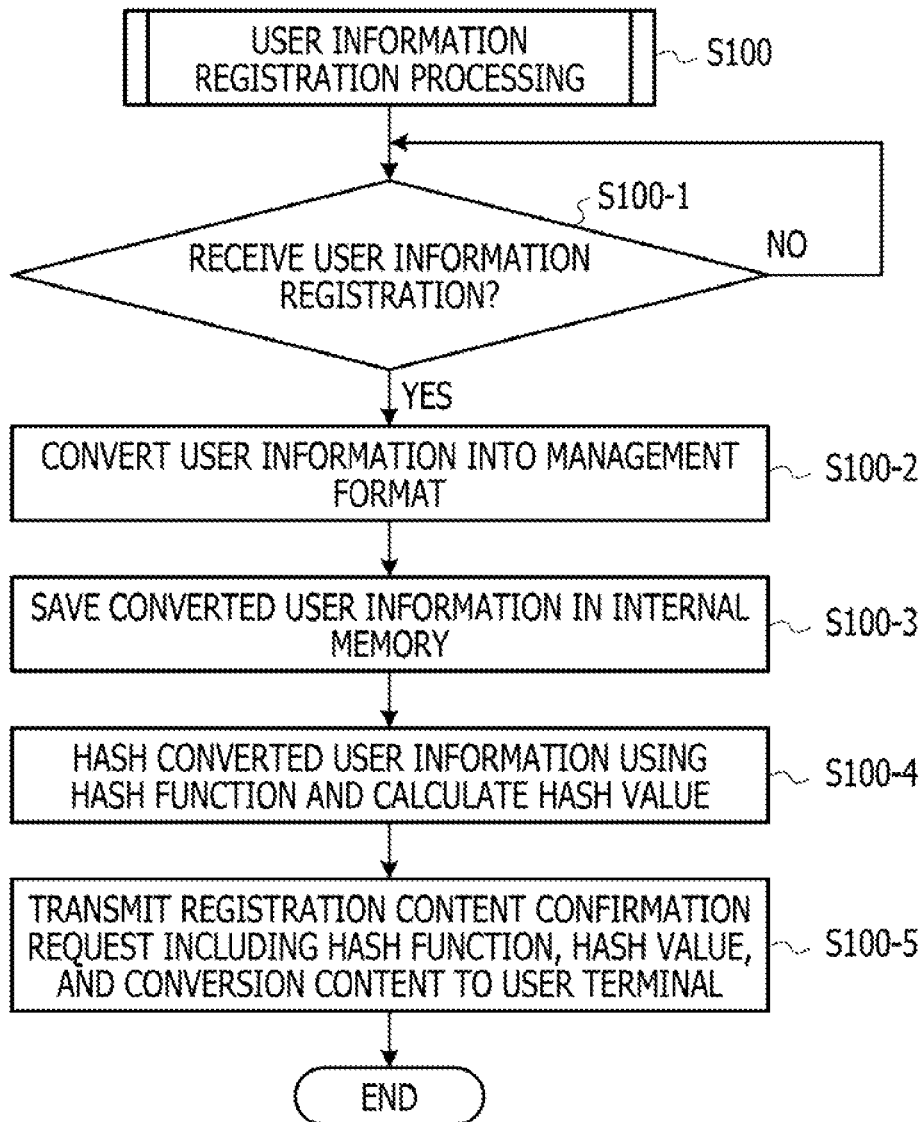 USER INFORMATION
REGISTRATION PROCESSING
S100
S100-1
RECEIVE USER INFORMATION
REGISTRATION?
NO
YES
CONVERT USER INFORMATION INTO MANAGEMENT
FORMAT
S100-2
SAVE CONVERTED USER INFORMATION IN INTERNAL
MEMORY
S100-3
HASH CONVERTED USER INFORMATION USING
HASH FUNCTION AND CALCULATE HASH VALUE
S100-4
TRANSMIT REGISTRATION CONTENT CONFIRMATION
REQUEST INCLUDING HASH FUNCTION, HASH VALUE,
AND CONVERSION CONTENT TO USER TERMINAL
S100-5
END